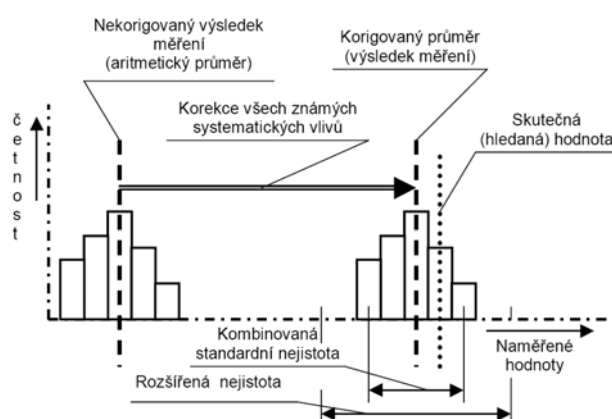 Nekorigovaný výsledek
měření
(aritmetický průměr)
Korigovaný průměr
(výsledek měření)
Korekce všech známých
systematických vlivů
Skutečná
(hledaná) hodnota
četnost
Kombinovaná
standardní nejistota
Naměřené
hodnoty
Rozšířená nejistota